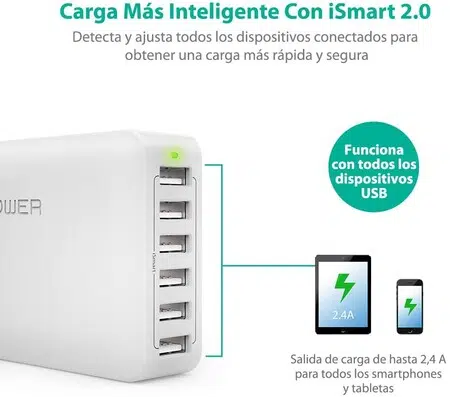 Carga Más Inteligente Con iSmart 2.0
Detecta y ajusta todos los dispositivos conectados para
obtener una carga más rápida y segura
Funciona
con todos los
dispositivos
USB
OWER
iSmart
2,4A
Salida de carga de hasta 2,4 A
para todos los smartphones
y tabletas